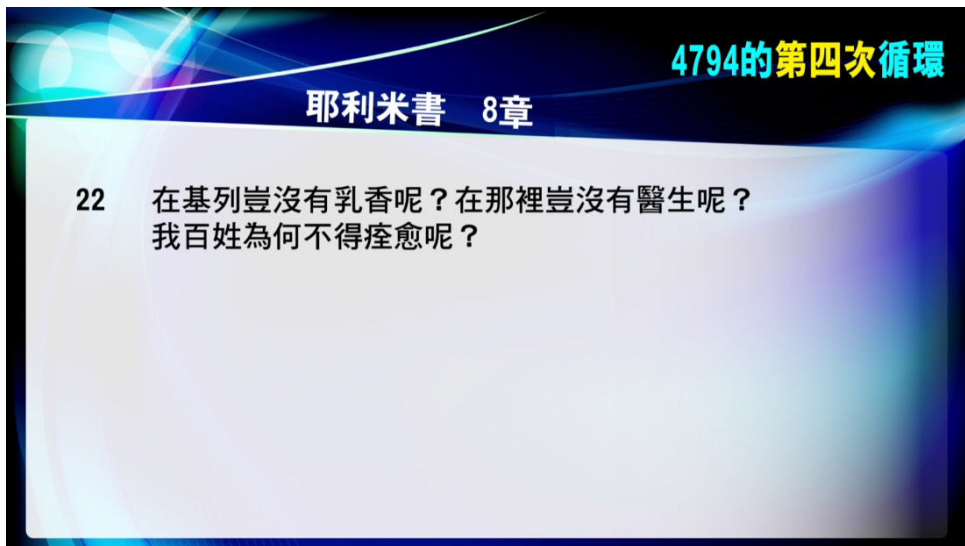 4794的第四次循環
耶利米書 8章
22 在基列豈沒有乳香呢？在那裡豈沒有醫生呢？
我百姓為何不得痊愈呢？